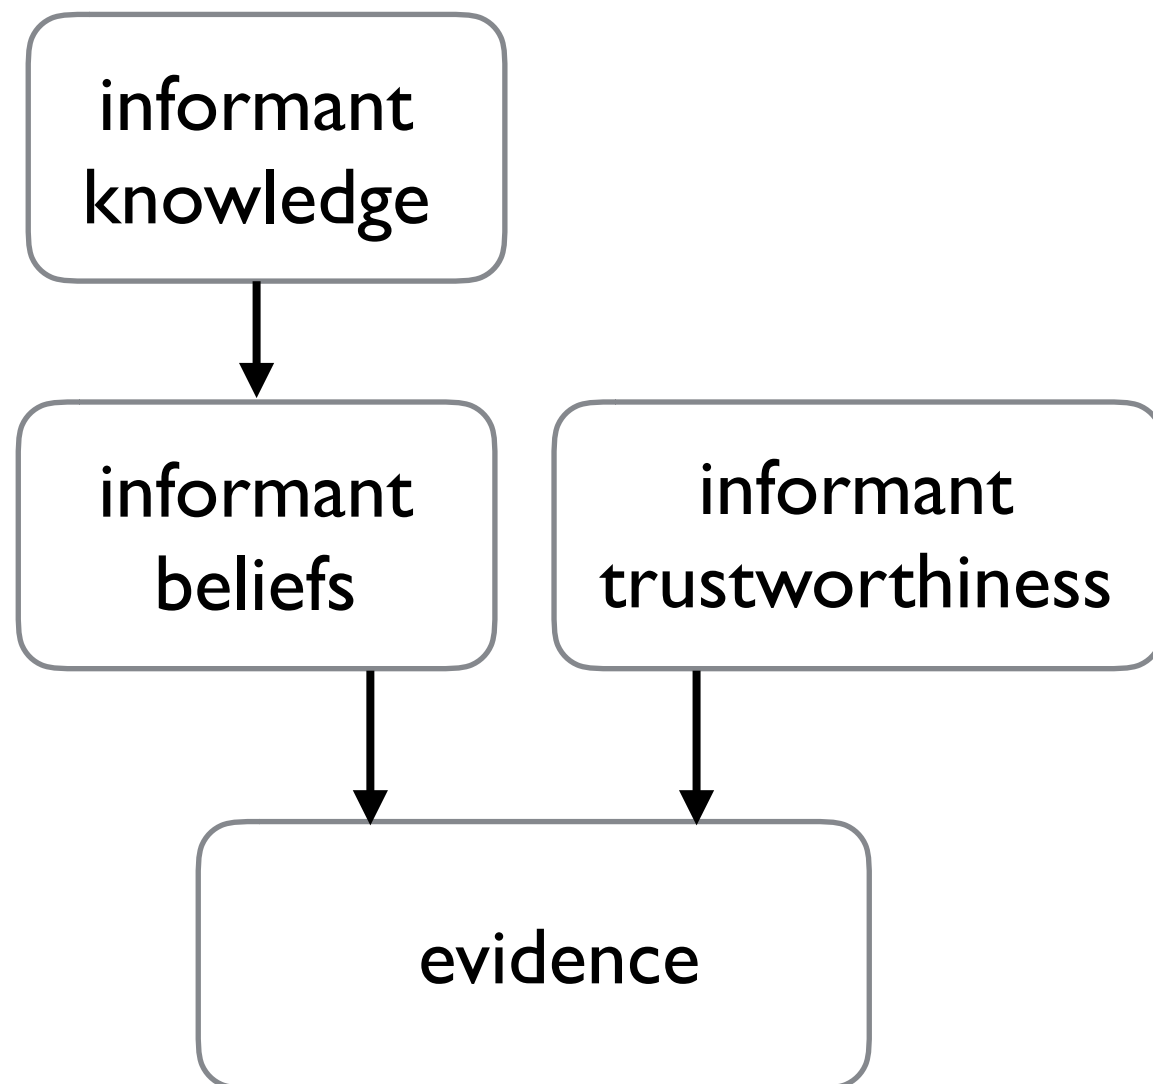 informant
knowledge
informant
beliefs
informant
trustworthiness
evidence